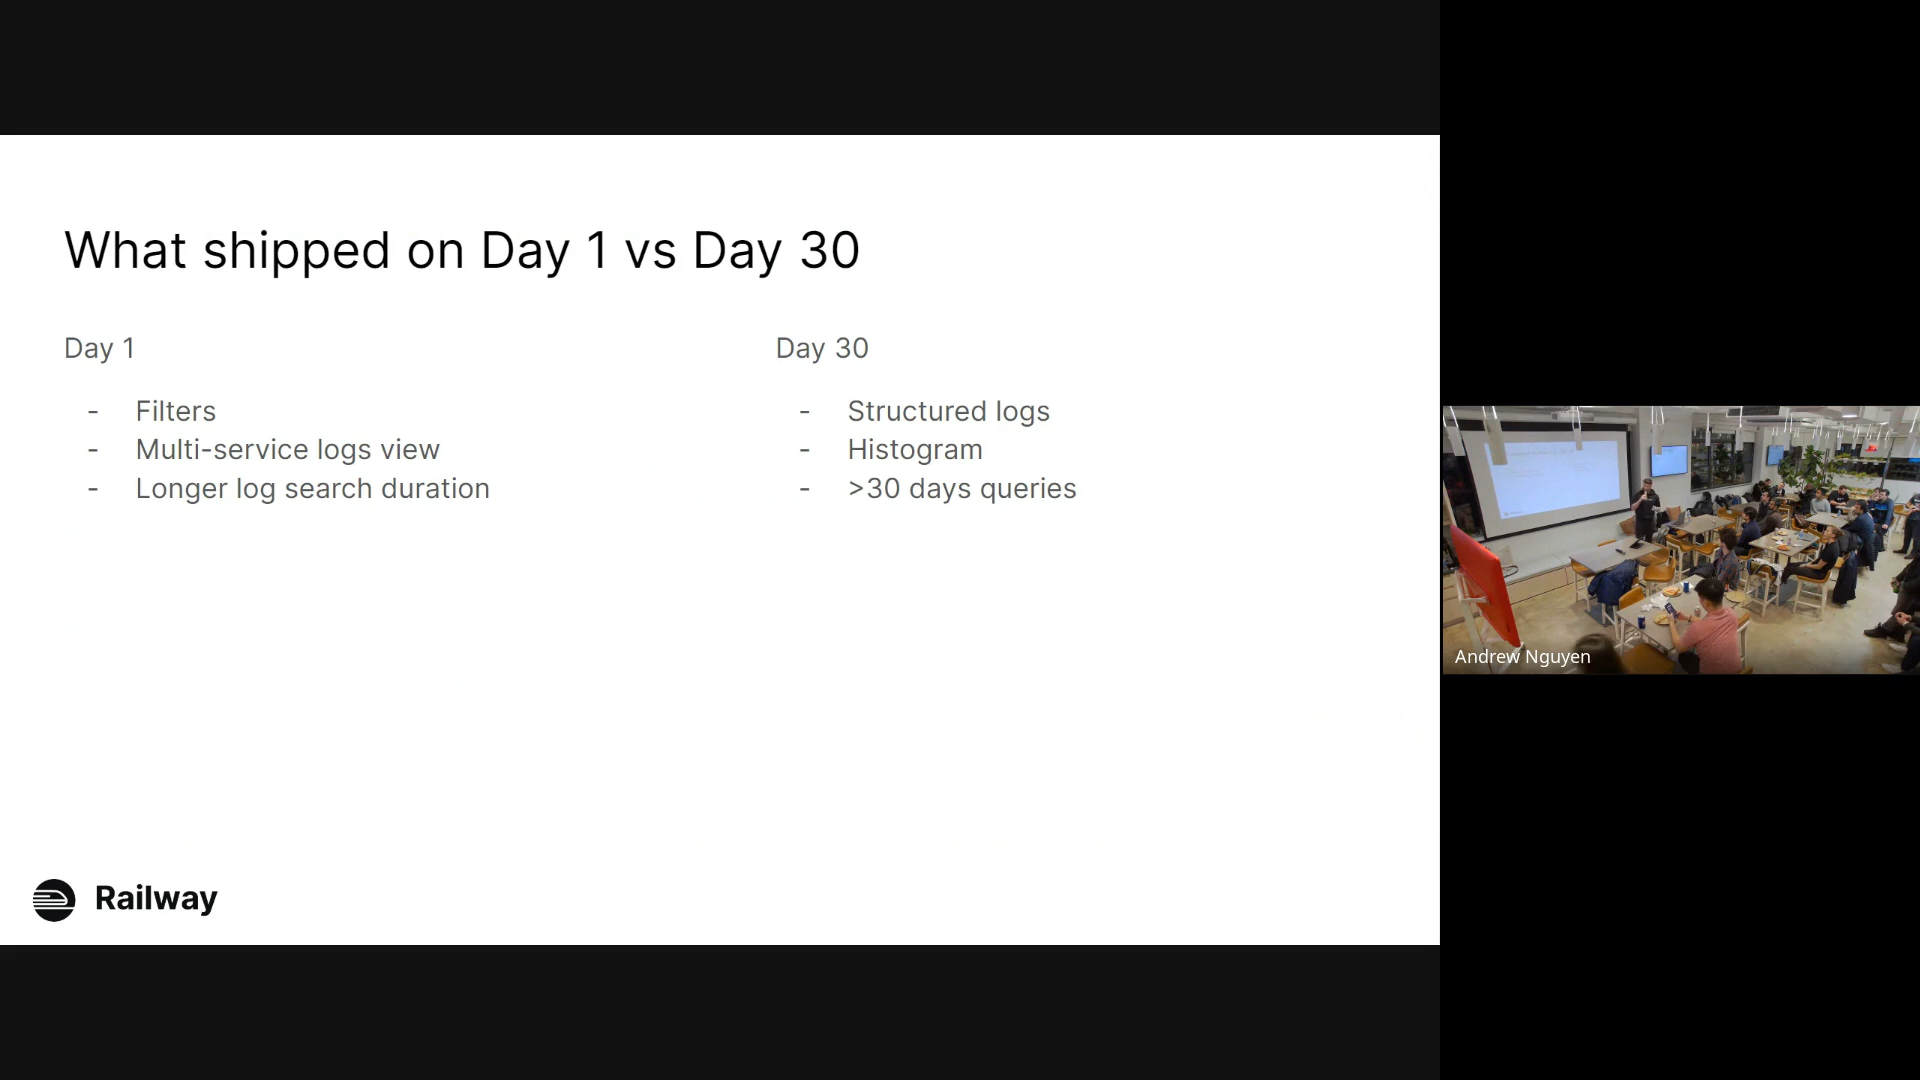 What shipped on Day 1 vs Day 30
Day 1
- Filters
- Multi-service logs view
- Longer log search duration
Day 30
- Structured logs
- Histogram
- >30 days queries
Railway
Andrew Nguyen